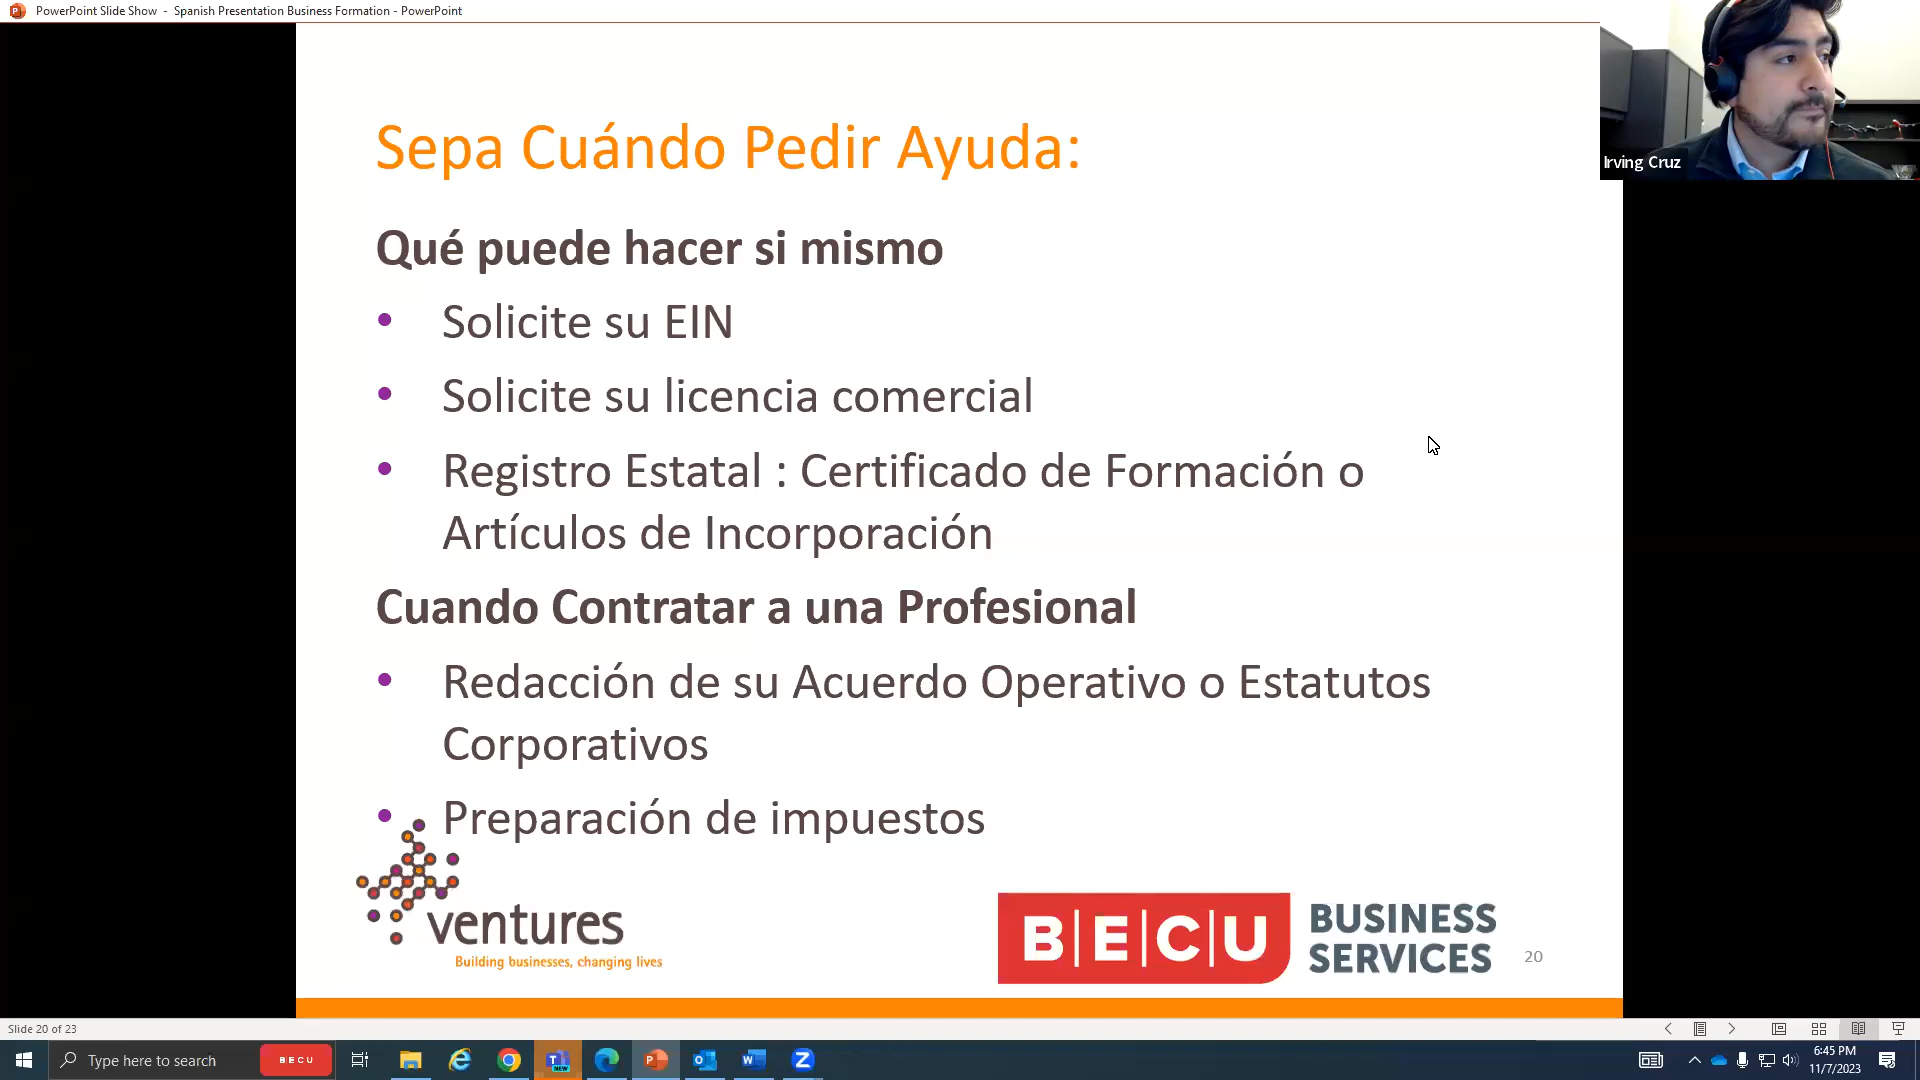 PowerPoint Slide Show - Spanish Presentation Business Formation - PowerPoint
Irving Cruz
Sepa Cuándo Pedir Ayuda:
Qué puede hacer si mismo
• Solicite su EIN
• Solicite su licencia comercial
• Registro Estatal : Certificado de Formación o
Artículos de Incorporación
Cuando Contratar a una Profesional
• Redacción de su Acuerdo Operativo o Estatutos
Corporativos
• Preparación de impuestos
ventures
Building businesses, changing lives
BECU
BUSINESS
SERVICES
20
Slide 20 of 23
Type here to search
BECU
NEW
6:45 PM
11/7/2023